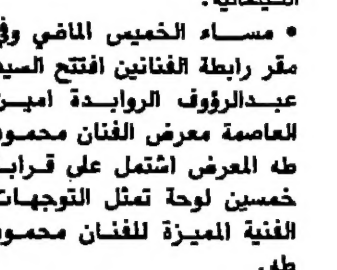 • مساء الخميس الماضي وفي
مقر رابطة الفنانين افتتح السيد
عبدالرؤوف الروابدة امين
العاصمة معرض الفنان محمود
طه المعرض اشتمل على قرابـ
خمسين لوحة تمثل التوجهات
الفنية المميزة للفنان محمود
طه.